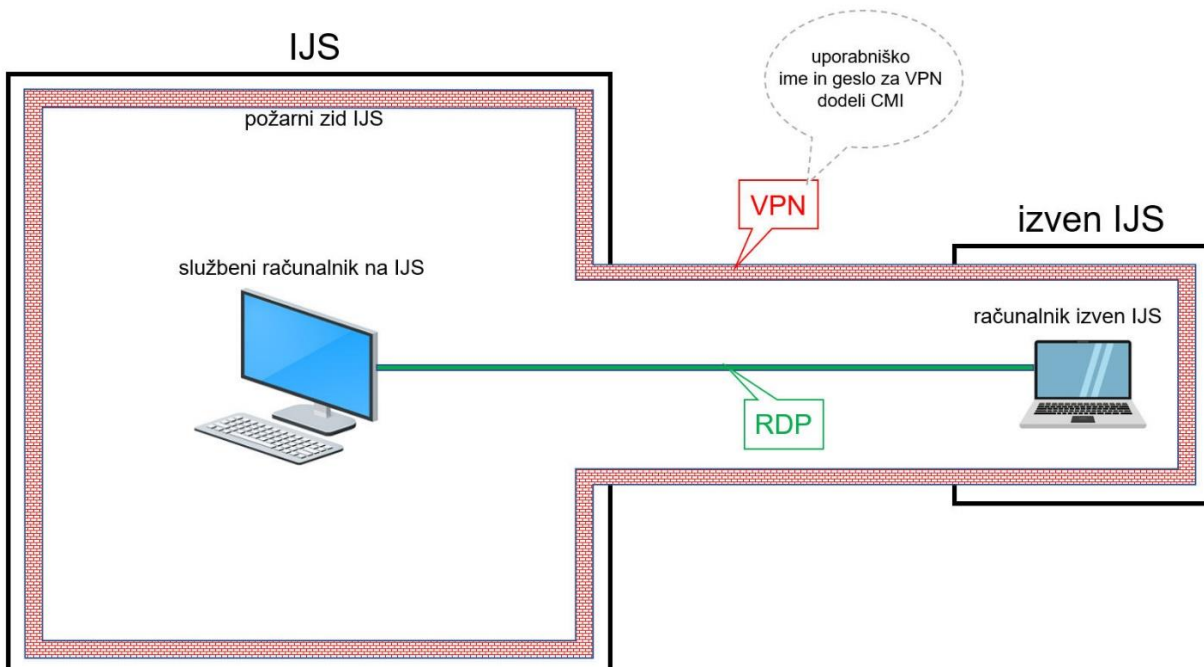 IJS
požarni zid IJS
uporabniško
ime in geslo za VPN
dodeli CMI
VPN
izven IJS
službeni računalnik na IJS
računalnik izven IJS
RDP